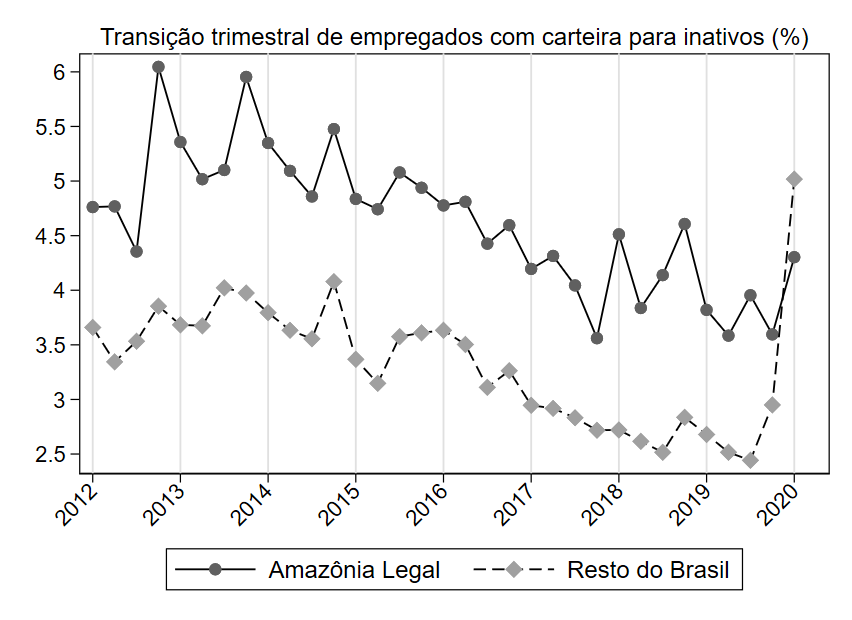 Transição trimestral de empregados com carteira para inativos (%)
6
5.5
5
4.5
4
3.5
3
2.5
2012 2013 2014 2015 2016 2017 2018 2019 2020
Amazônia Legal Resto do Brasil